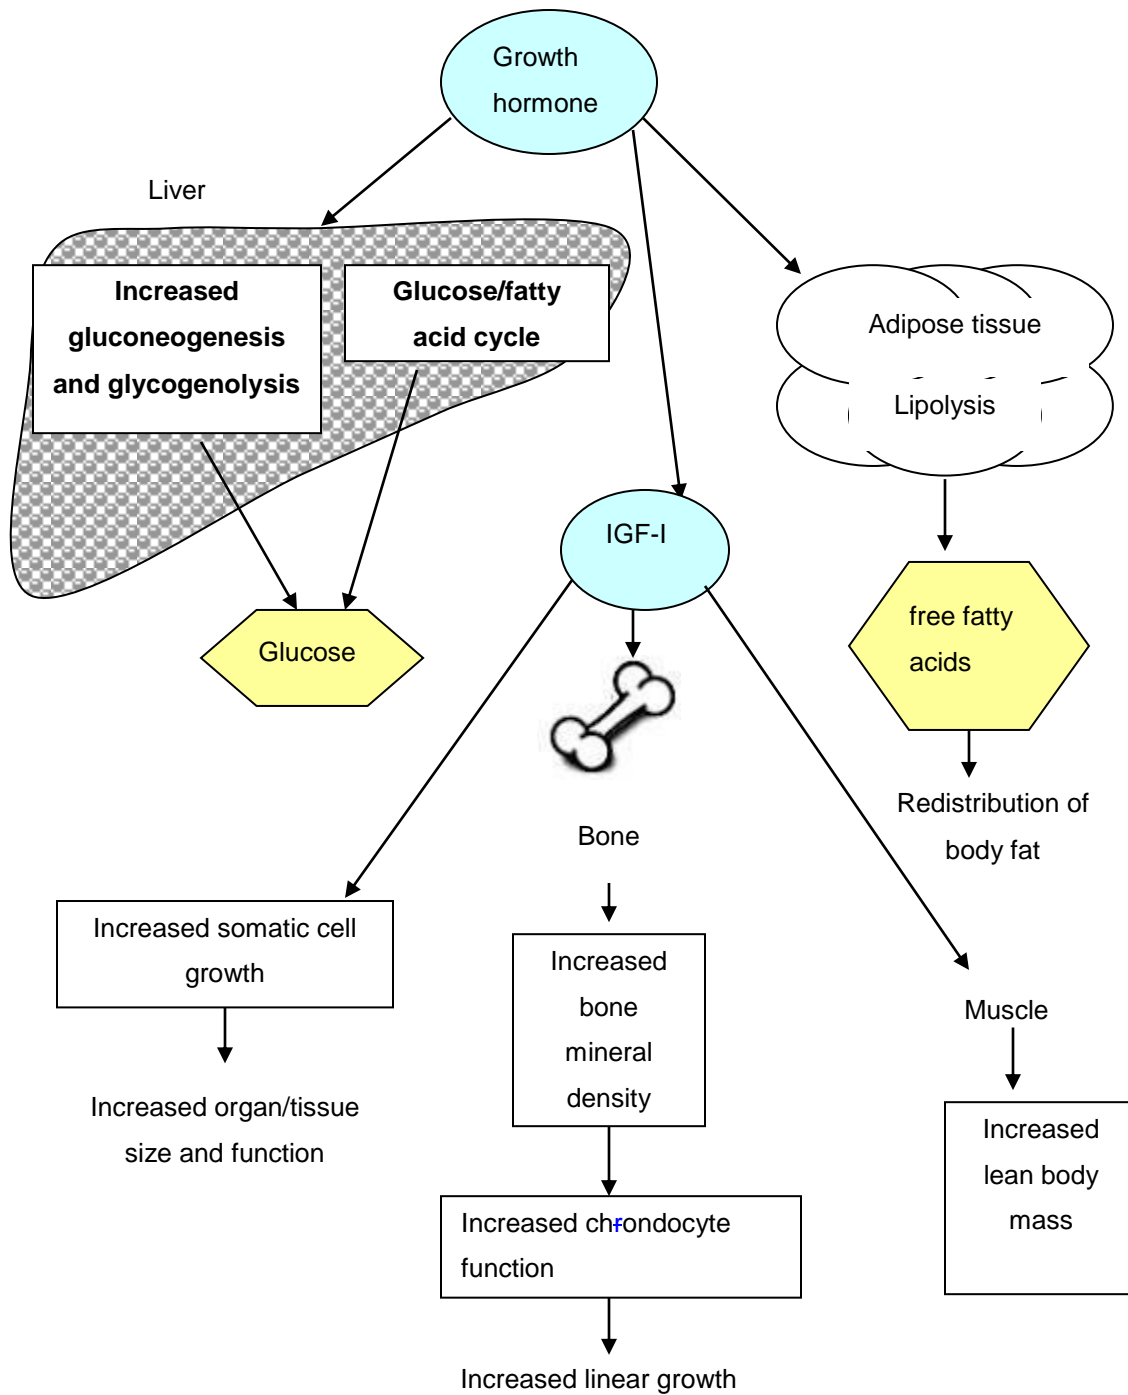 Growth
hormone
Liver
Increased
gluconeogenesis
and glycogenolysis
Glucose/fatty
acid cycle
Adipose tissue
Lipolysis
IGF-I
free fatty
acids
Glucose
Redistribution of
body fat
Bone
Increased somatic cell
growth
Increased
bone
mineral
density
Muscle
Increased organ/tissue
size and function
Increased
lean body
mass
Increased chrondocyte
function
Increased linear growth